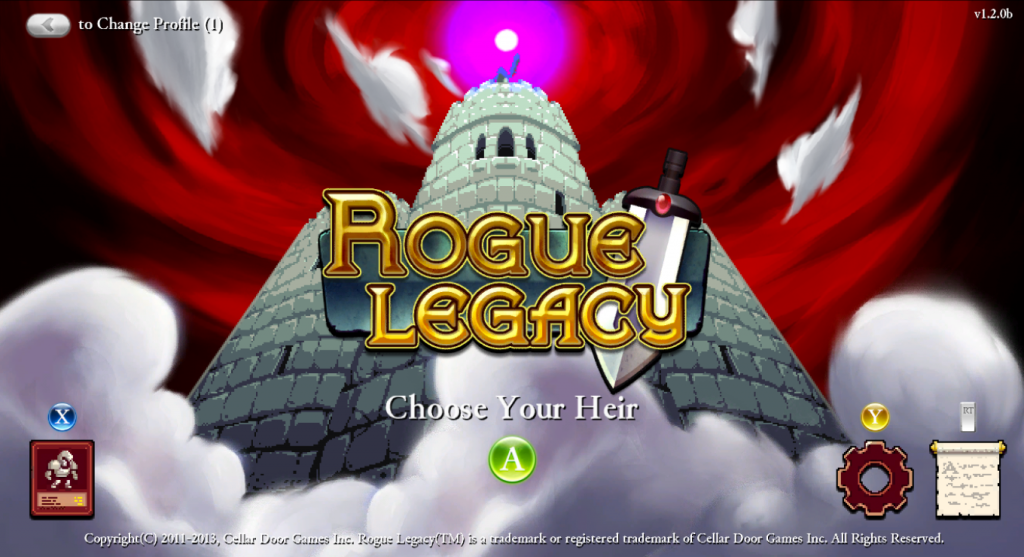 to Change Profile (1)
v1.2.0b
ROGUE
LEGACY
Choose Your Heir
X
A
Y
RT
Copyright(C) 2011-2013, Cellar Door Games Inc. Rogue Legacy(TM) is a trademark or registered trademark of Cellar Door Games Inc. All Rights Reserved.